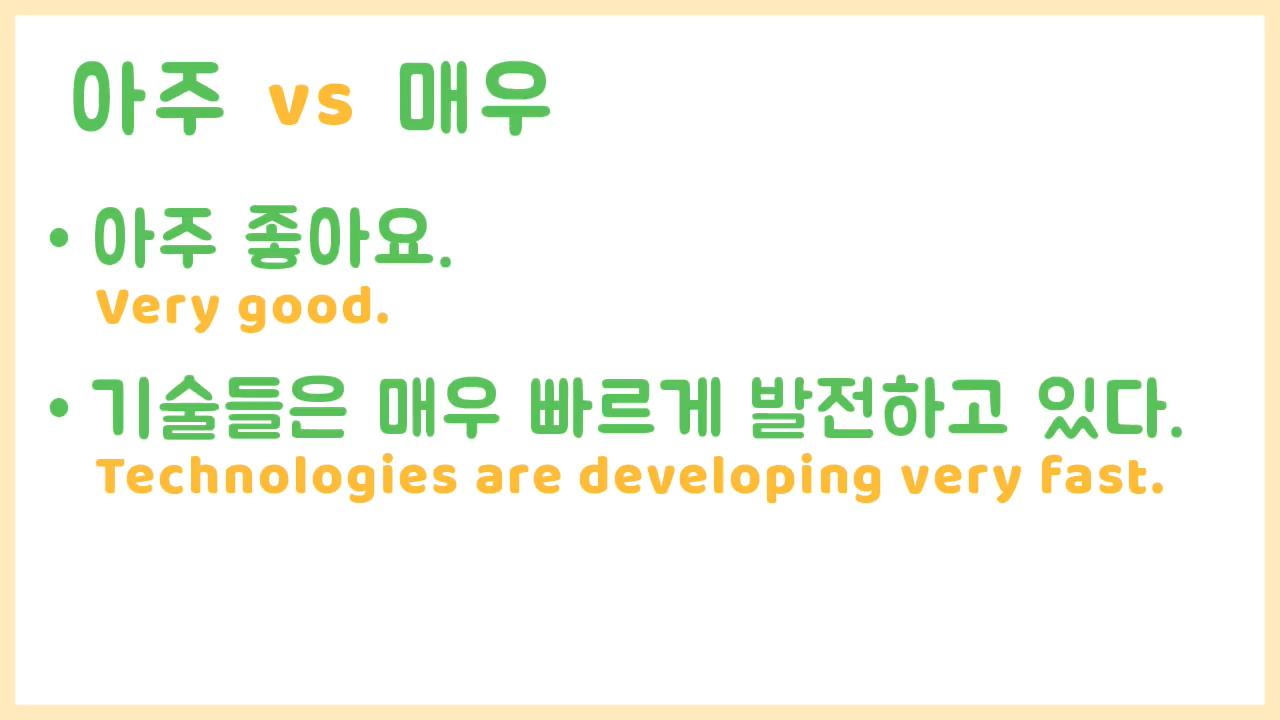 아주 vs 매우
• 아주 좋아요.
Very good.
• 기술들은 매우 빠르게 발전하고 있다.
Technologies are developing very fast.